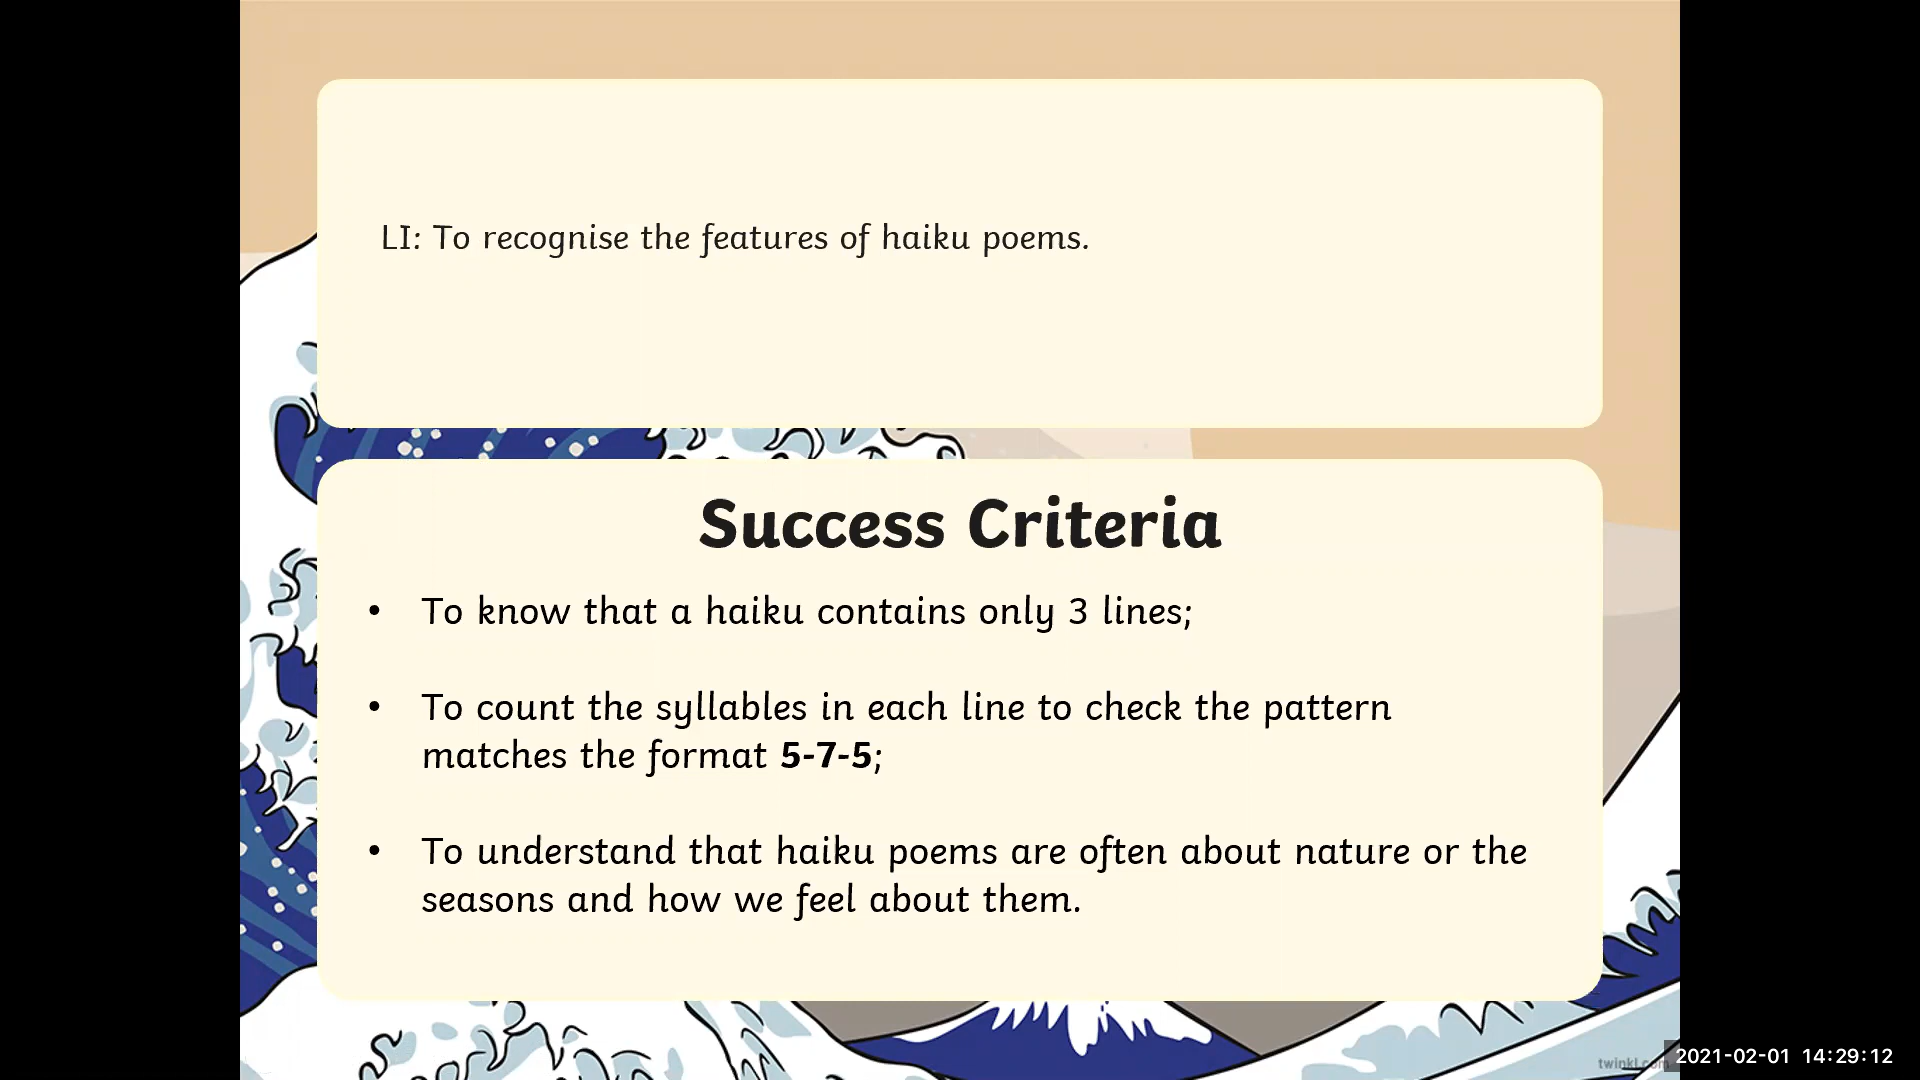 LI: To recognise the features of haiku poems.
Success Criteria
• To know that a haiku contains only 3 lines;
• To count the syllables in each line to check the pattern
matches the format 5-7-5;
• To understand that haiku poems are often about nature or the
seasons and how we feel about them.
twinkl.com
2021-02-01 14:29:12